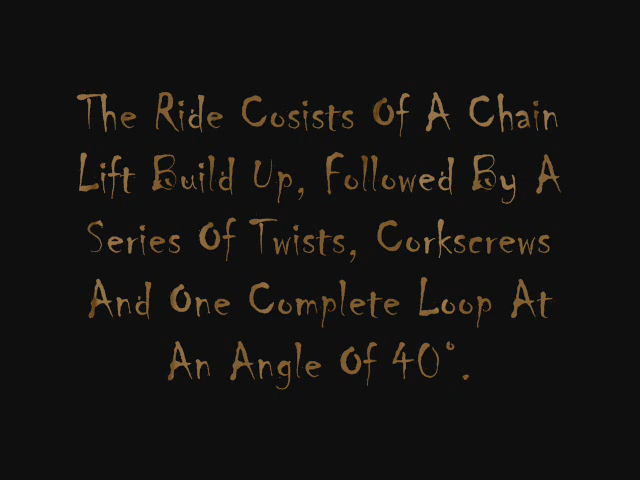 The Ride Cosists Of A Chain
Lift Build Up, Followed By A
Series Of Twists, Corkscrews
And One Complete Loop At
An Angle Of 40°.